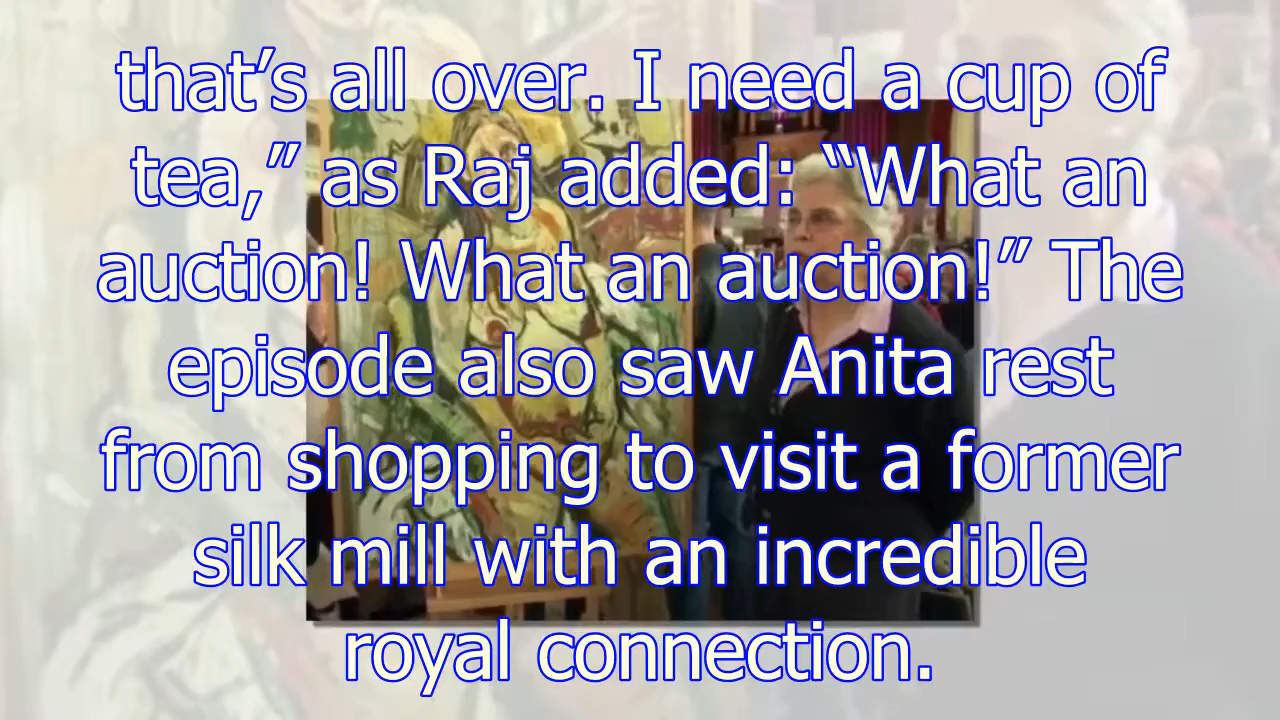 that’s all over. I need a cup of
tea,” as Raj added: “What an
auction! What an auction!” The
episode also saw Anita rest
from shopping to visit a former
silk mill with an incredible
royal connection.